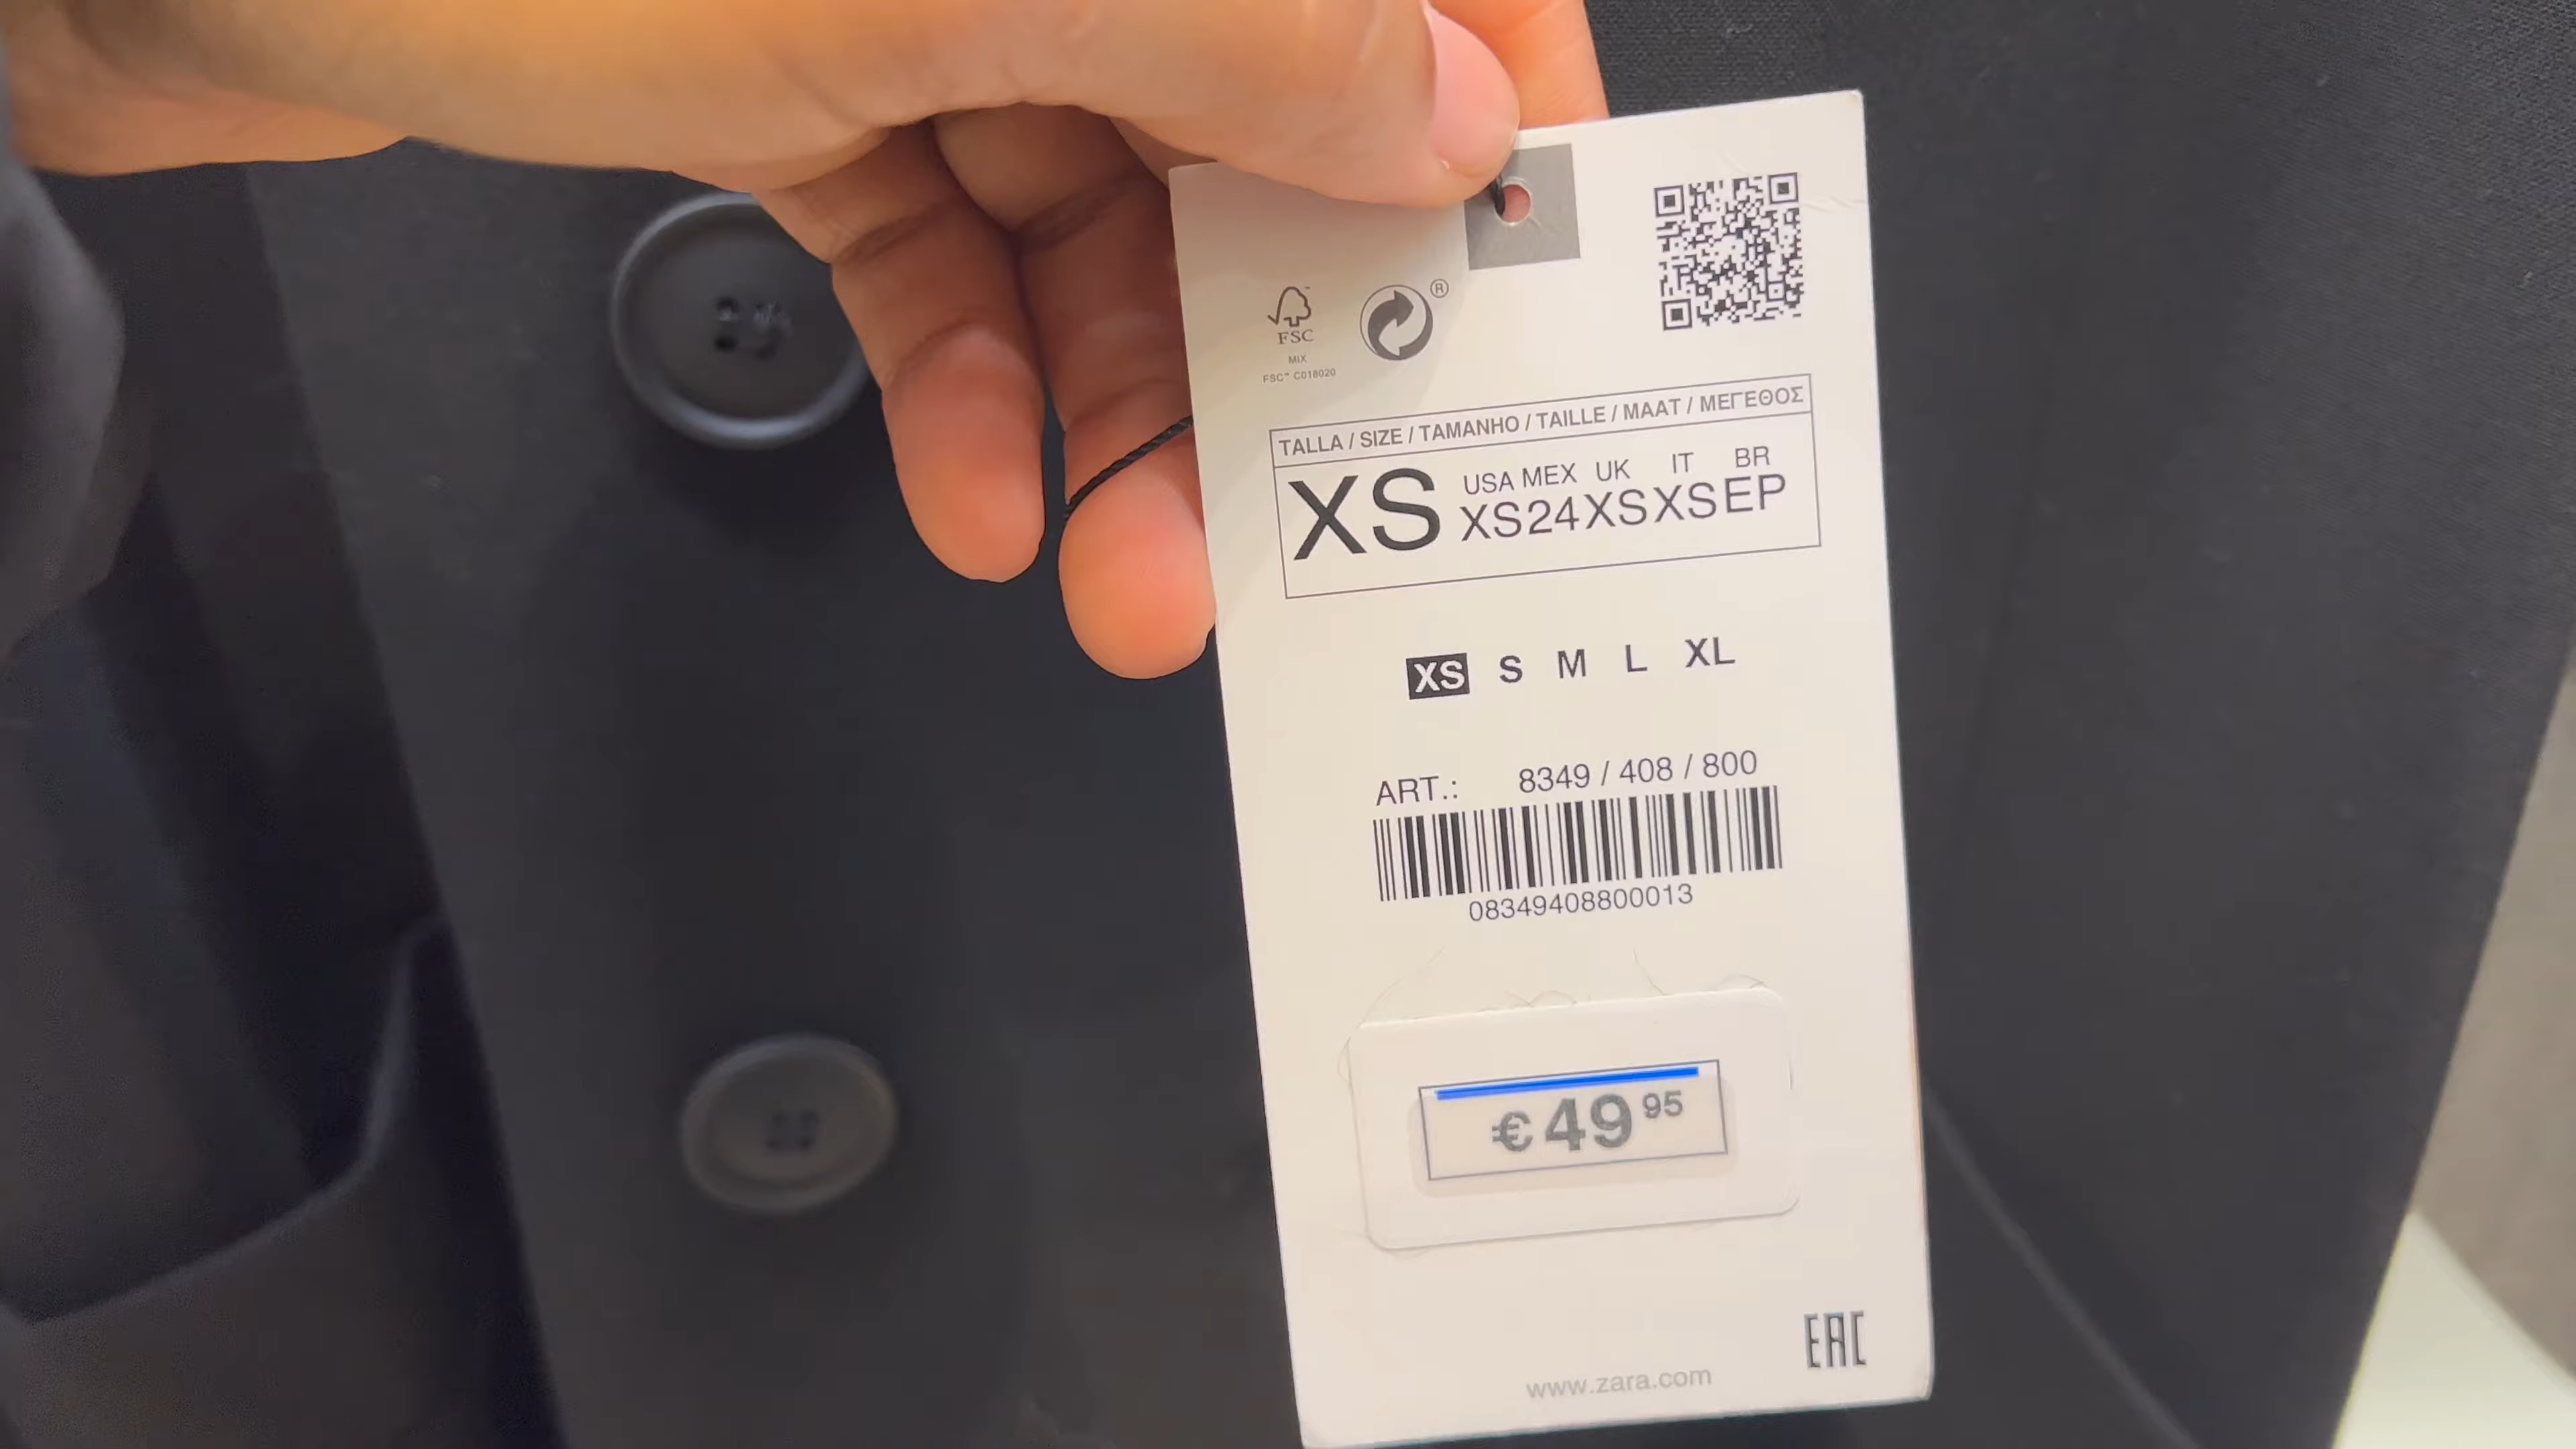 FSC
MIX
FSC™ C018020
®
TALLA / SIZE / TAMANHO / TAILLE / MAAT / ΜΕΓΕΘΟΣ
XS
USA MEX UK IT BR
XS 24 XS XS EP
XS S M L XL
ART.: 8349 / 408 / 800
08349408800013
€ 49 95
www.zara.com
EAC